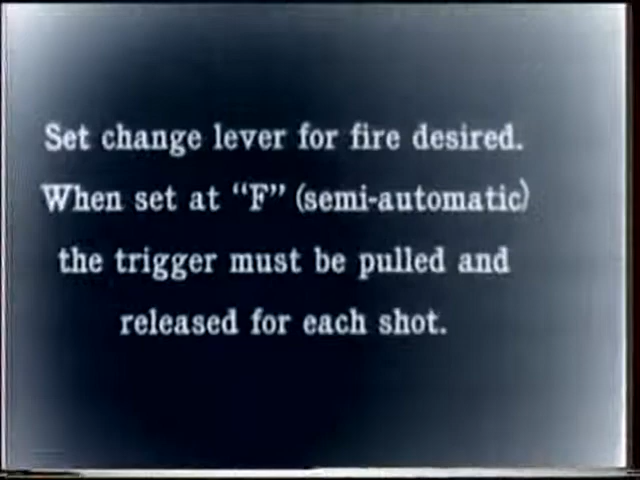 Set change lever for fire desired.
When set at “F” (semi-automatic)
the trigger must be pulled and
released for each shot.